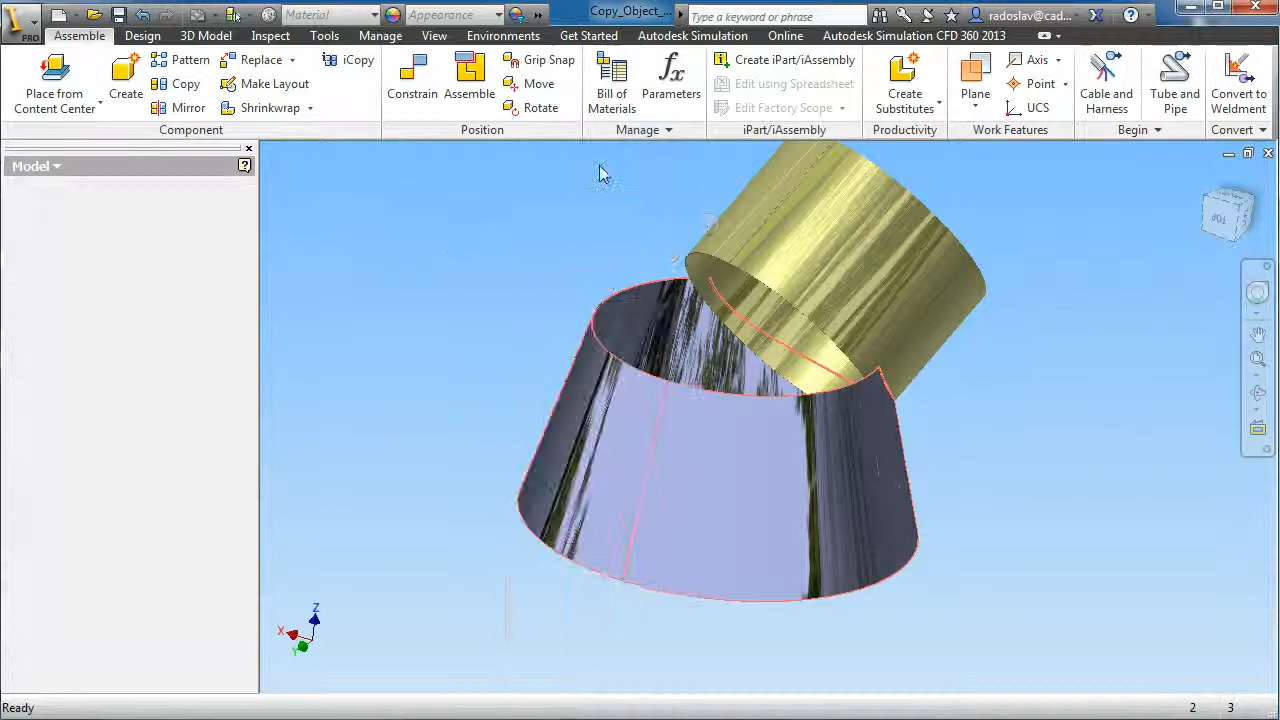 Material
Appearance
Copy_Object_...
Type a keyword or phrase
radoslav@cad...
PRO
Assemble Design 3D Model Inspect Tools Manage View Environments Get Started Autodesk Simulation Online Autodesk Simulation CFD 360 2013
Place from Content Center
Create
Pattern
Copy
Mirror
Replace
Make Layout
Shrinkwrap
iCopy
Component
Constrain
Assemble
Grip Snap
Move
Rotate
Position
Bill of Materials
Parameters
Manage
Create iPart/iAssembly
Edit using Spreadsheet
Edit Factory Scope
iPart/iAssembly
Create Substitutes
Productivity
Plane
Axis
Point
UCS
Work Features
Cable and Harness
Tube and Pipe
Begin
Convert to Weldment
Convert
Model
TOP
Z
X
Y
Ready
2 3